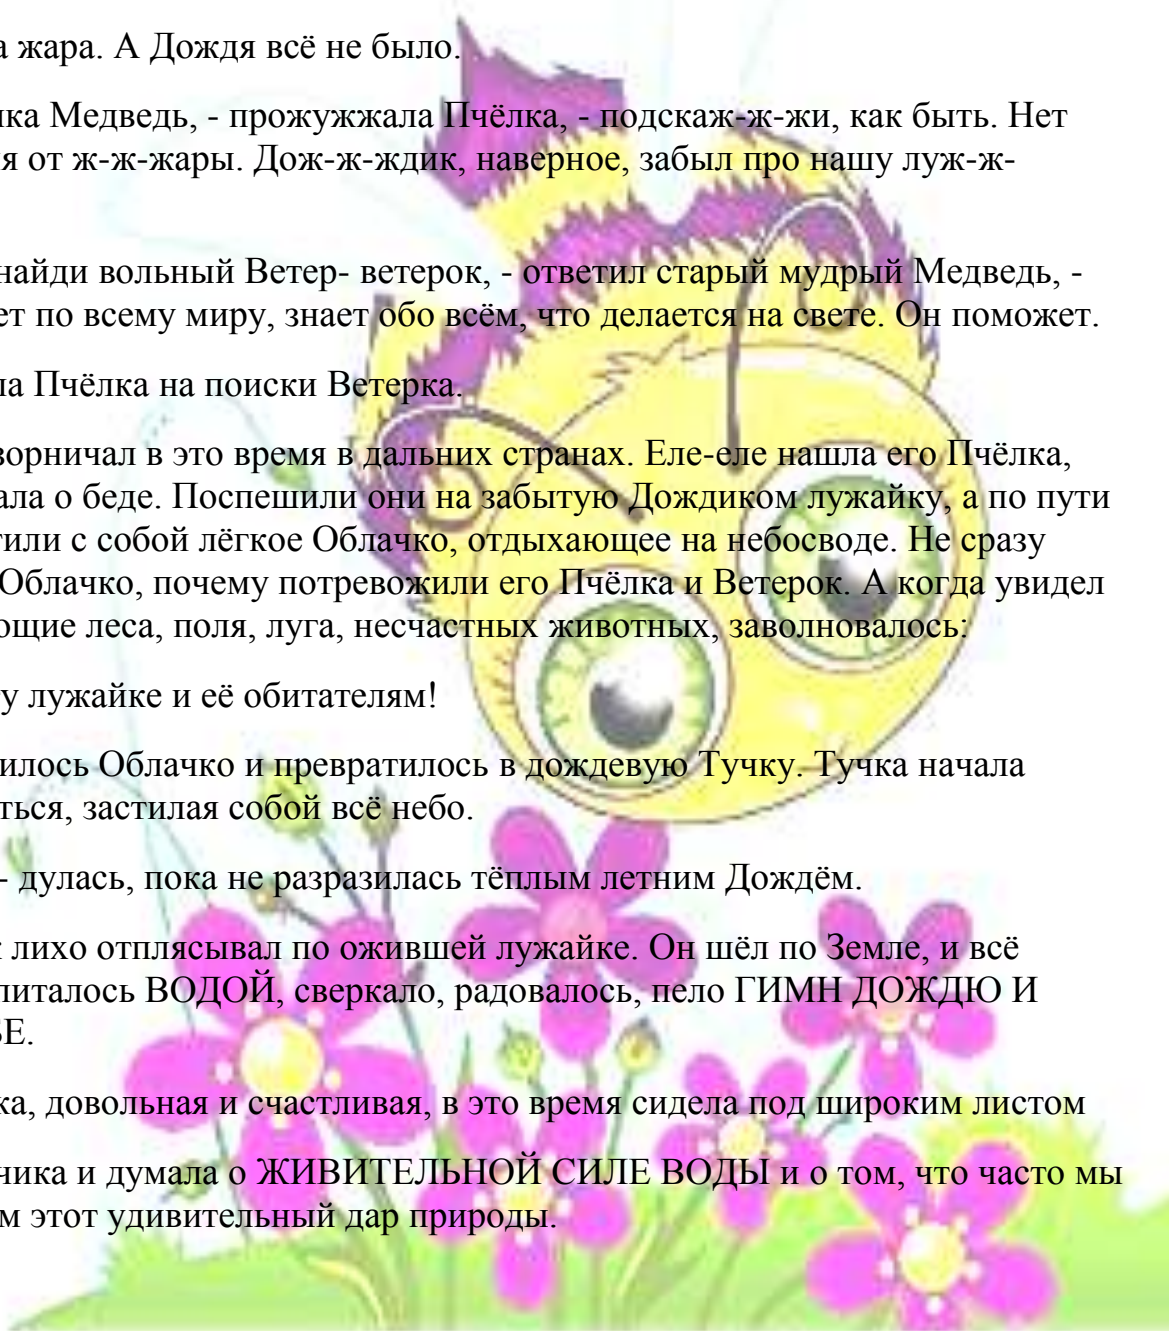 а жара. А Дождя всё не было.
ка Медведь, - прожужжала Пчёлка, - подскаж-ж-жи, как быть. Нет
я от ж-ж-жары. Дож-ж-ждик, наверное, забыл про нашу луж-ж-
найди вольный Ветер- ветерок, - ответил старый мудрый Медведь, -
ет по всему миру, знает обо всём, что делается на свете. Он поможет.
ла Пчёлка на поиски Ветерка.
ворничал в это время в дальних странах. Еле-еле нашла его Пчёлка,
ала о беде. Поспешили они на забытую Дождиком лужайку, а по пути
тили с собой лёгкое Облачко, отдыхающее на небосводе. Не сразу
Облачко, почему потревожили его Пчёлка и Ветерок. А когда увидел
ющие леса, поля, луга, несчастных животных, заволновалось:
у лужайке и её обитателям!
илось Облачко и превратилось в дождевую Тучку. Тучка начала
ться, застилая собой всё небо.
- дулась, пока не разразилась тёплым летним Дождём.
лихо отплясывал по ожившей лужайке. Он шёл по Земле, и всё
питалось ВОДОЙ, сверкало, радовалось, пело ГИМН ДОЖДЮ И
БЕ.
ка, довольная и счастливая, в это время сидела под широким листом
чика и думала о ЖИВИТЕЛЬНОЙ СИЛЕ ВОДЫ и о том, что часто мы
м этот удивительный дар природы.